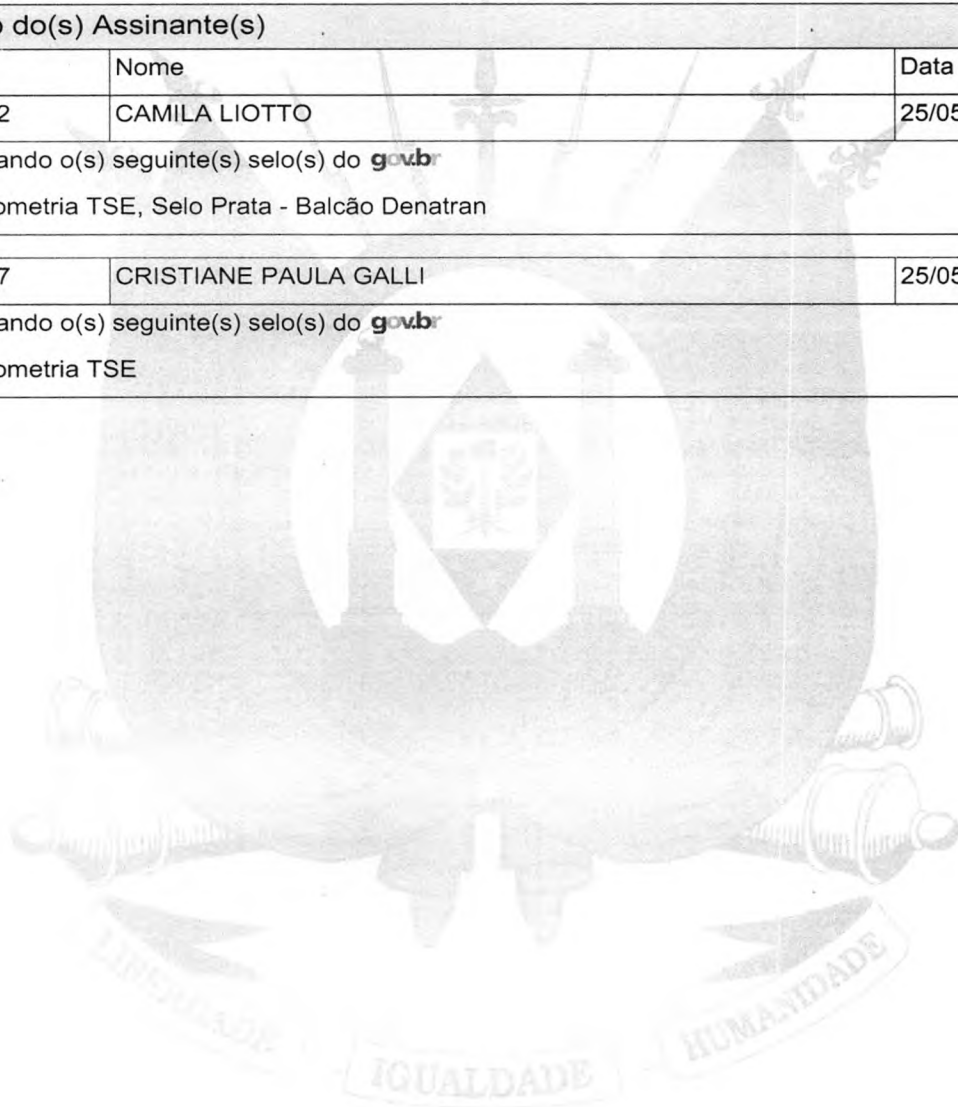 do(s) Assinante(s)
Nome Data
2 CAMILA LIOTTO 25/05
ando o(s) seguinte(s) selo(s) do gov.br
ometria TSE, Selo Prata - Balcão Denatran
7 CRISTIANE PAULA GALLI 25/05
ando o(s) seguinte(s) selo(s) do gov.br
ometria TSE
LIBERDADE IGUALDADE HUMANIDADE